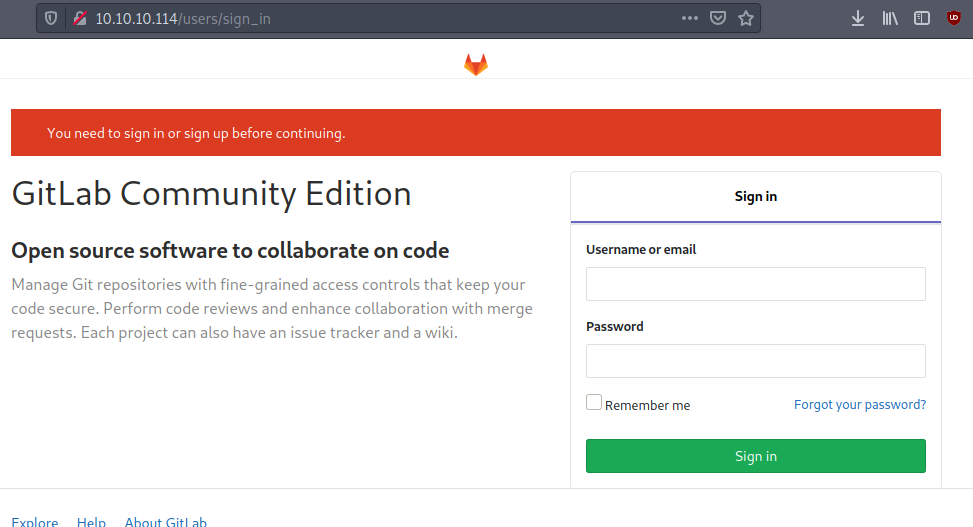 10.10.10.114/users/sign_in
You need to sign in or sign up before continuing.
GitLab Community Edition
Open source software to collaborate on code
Manage Git repositories with fine-grained access controls that keep your
code secure. Perform code reviews and enhance collaboration with merge
requests. Each project can also have an issue tracker and a wiki.
Sign in
Username or email
Password
Remember me
Forgot your password?
Sign in
Explore Help About GitLab